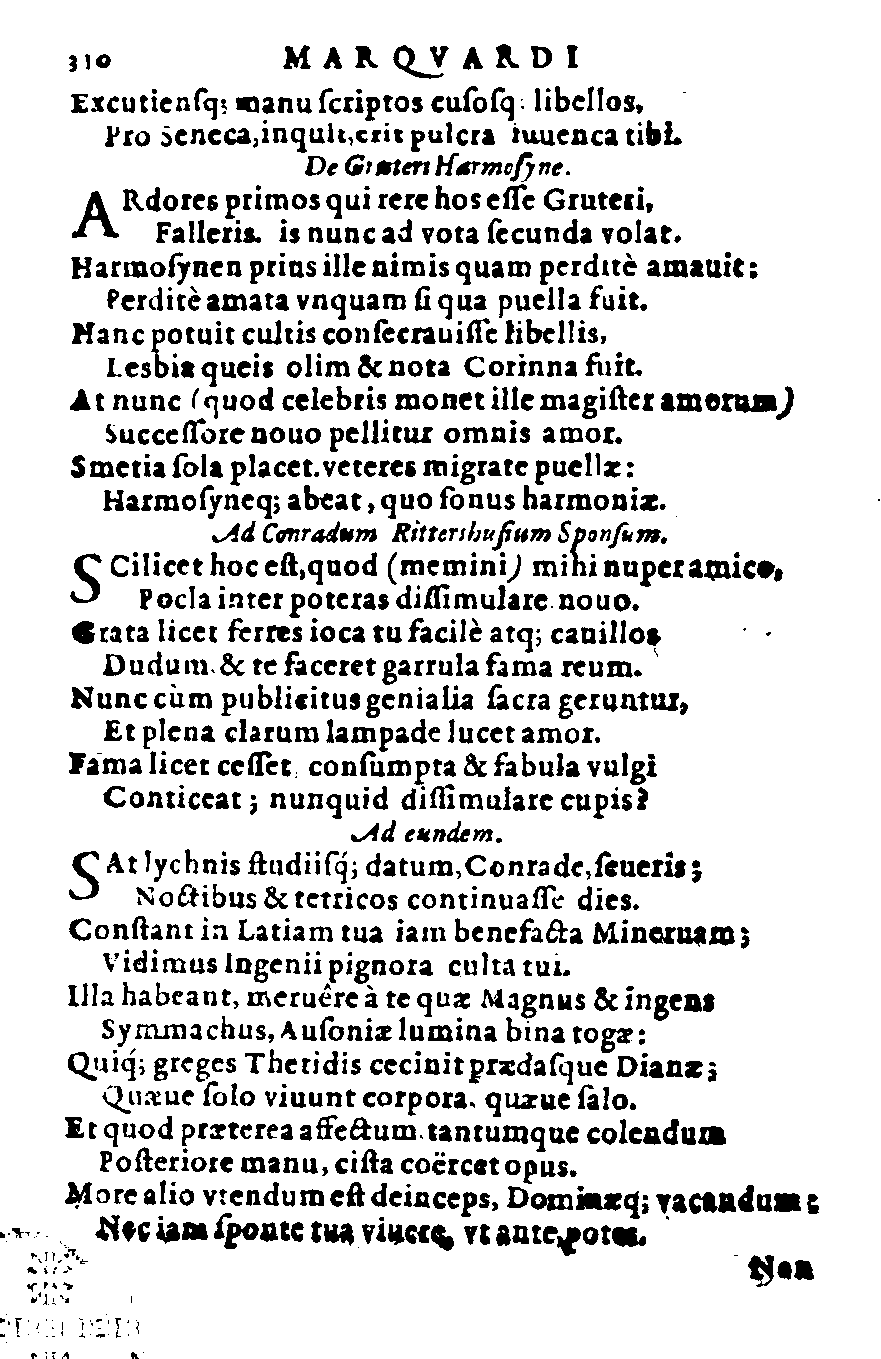 310 MARQVARDI
Excutienſq; manu ſcriptos cuſoſq; libellos,
Pro Seneca, inquit, erit pulcra iuuenca tibi.
De Gruteri Harmoſyne.
ARdores primos qui rere hos eſſe Gruteri,
Falleris. is nunc ad vota ſecunda volat.
Harmoſynen prius ille nimis quam perditè amauit:
Perditè amata vnquam ſi qua puella fuit.
Hanc potuit cultis conſecrauiſſe libellis,
Lesbia queis olim & nota Corinna fuit.
At nunc (quod celebris monet ille magiſter amorum)
Succeſſore nouo pellitur omnis amor.
Smetia ſola placet. veteres migrate puellæ:
Harmoſyneq; abeat, quo ſonus harmoniæ.
Ad Conradum Rittershuſium Sponſum.
SCilicet hoc eſt, quod (memini) mihi nuper amice,
Pocla inter poteras diſſimulare nouo.
Grata licet ferres ioca tu facilè atq; cauillos
Dudum. & te faceret garrula fama reum.
Nunc cùm publicitus genialia ſacra geruntur,
Et plena clarum lampade lucet amor.
Fama licet ceſſet, conſumpta & fabula vulgi
Conticeat; nunquid diſſimulare cupis?
Ad eundem.
SAt lychnis ſtudiiſq́; datum, Conrade, ſeueris;
Noctibus & tetricos continuaſſe dies.
Conſtant in Latiam tua iam benefacta Mineruam;
Vidimus Ingenii pignora culta tui.
Illa habeant, meruêre à te quæ Magnus & ingens
Symmachus, Auſoniæ lumina bina togæ:
Quiq́; greges Thetidis cecinit prædaſque Dianæ;
Quæue ſolo viuunt corpora, quæue ſalo.
Et quod præterea affectum, tantumque colendum
Poſteriore manu, ciſta coërcet opus.
More alio vtendum eſt deinceps, Dominæq; vacandum:
Nec iam ſponte tua viuere, vt ante, potes.
Non